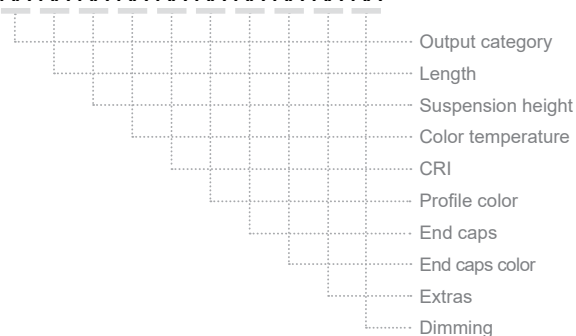 Output category
Length
Suspension height
Color temperature
CRI
Profile color
End caps
End caps color
Extras
Dimming